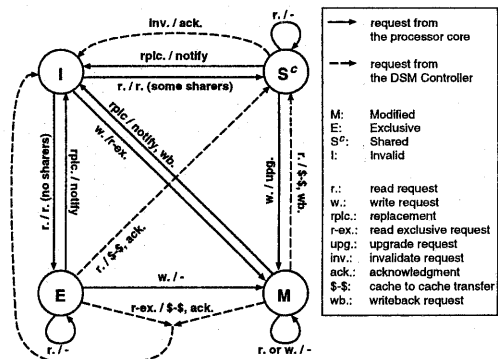 inv. / ack.
r. / -
rplc. / notify
I
S^c
r. / r. (some sharers)
r. / r. (no sharers)
rplc. / notify
rplc / notify, wb.
w. /r-ex.
w. / upg.
r. / $-$, wb.
r. / $-$, ack.
w. / -
E
M
r-ex. / $-$, ack.
r. / -
r. or w. / -
request from
the processor core
request from
the DSM Controller
M: Modified
E: Exclusive
S^c: Shared
I: Invalid
r.: read request
w.: write request
rplc.: replacement
r-ex.: read exclusive request
upg.: upgrade request
inv.: invalidate request
ack.: acknowledgment
$-$: cache to cache transfer
wb.: writeback request